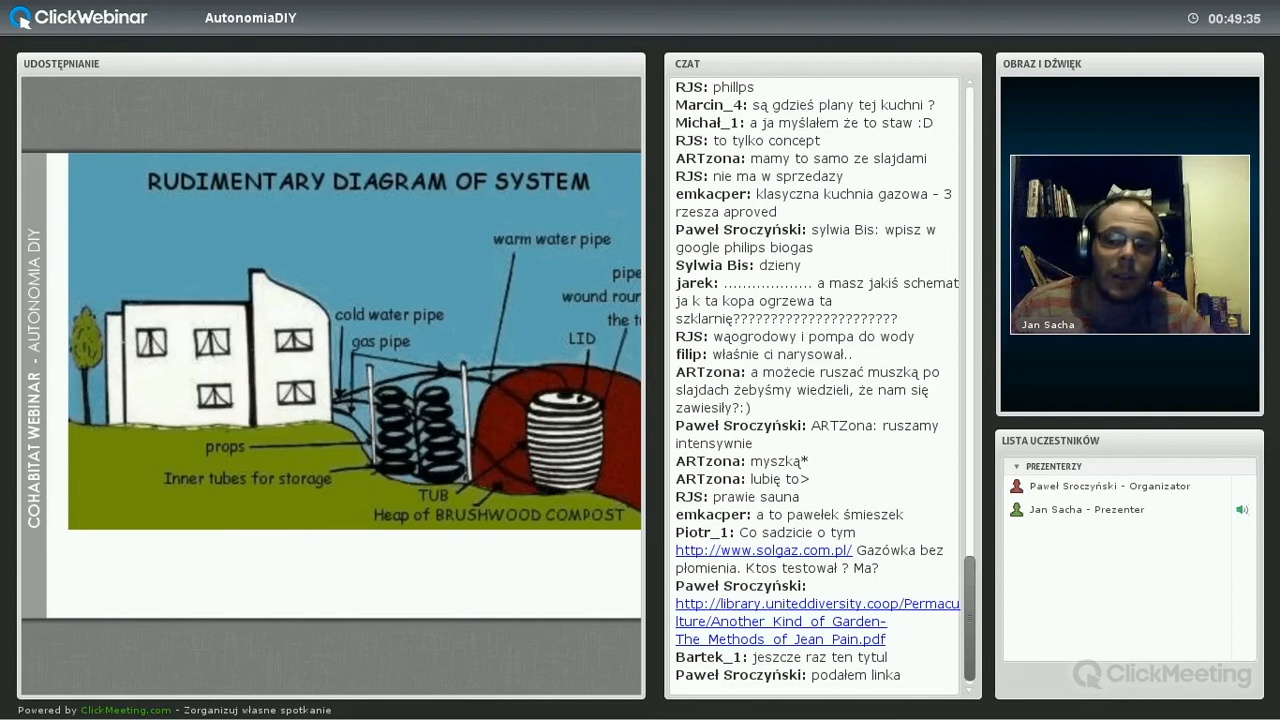 ClickWebinar
AutonomiaDIY
00:49:35
UDOSTĘPNIANIE
COHABITAT WEBINAR - AUTONOMIA DIY
RUDIMENTARY DIAGRAM OF SYSTEM
warm water pipe
pipe
wound rour
the t
cold water pipe
LID
gas pipe
props
Inner tubes for storage
TUB
Heap of BRUSHWOOD COMPOST
CZAT
RJS: phillps
Marcin_4: są gdzieś plany tej kuchni ?
Michał_1: a ja myślałem że to staw :D
RJS: to tylko concept
ARTzona: mamy to samo ze slajdami
RJS: nie ma w sprzedazy
emkacper: klasyczna kuchnia gazowa - 3
rzesza aproved
Paweł Sroczyński: sylwia Bis: wpisz w
google philips biogas
Sylwia Bis: dzieny
jarek: ................... a masz jakiś schemat
ja k ta kopa ogrzewa ta
szklarnię???????????????????????
RJS: wąogrodowy i pompa do wody
filip: właśnie ci narysował..
ARTzona: a możecie ruszać muszką po
slajdach żebyśmy wiedzieli, że nam się
zawiesiły?:)
Paweł Sroczyński: ARTZona: ruszamy
intensywnie
ARTzona: myszką*
ARTzona: lubię to>
RJS: prawie sauna
emkacper: a to pawełek śmieszek
Piotr_1: Co sadzicie o tym
http://www.solgaz.com.pl/ Gazówka bez
płomienia. Ktos testował ? Ma?
Paweł Sroczyński:
http://library.uniteddiversity.coop/Permacu
lture/Another_Kind_of_Garden-
The_Methods_of_Jean_Pain.pdf
Bartek_1: jeszcze raz ten tytul
Paweł Sroczyński: podałem linka
OBRAZ I DŹWIĘK
Jan Sacha
LISTA UCZESTNIKÓW
PREZENTERZY
Paweł Sroczyński - Organizator
Jan Sacha - Prezenter
ClickMeeting
Powered by ClickMeeting.com - Zorganizuj własne spotkanie